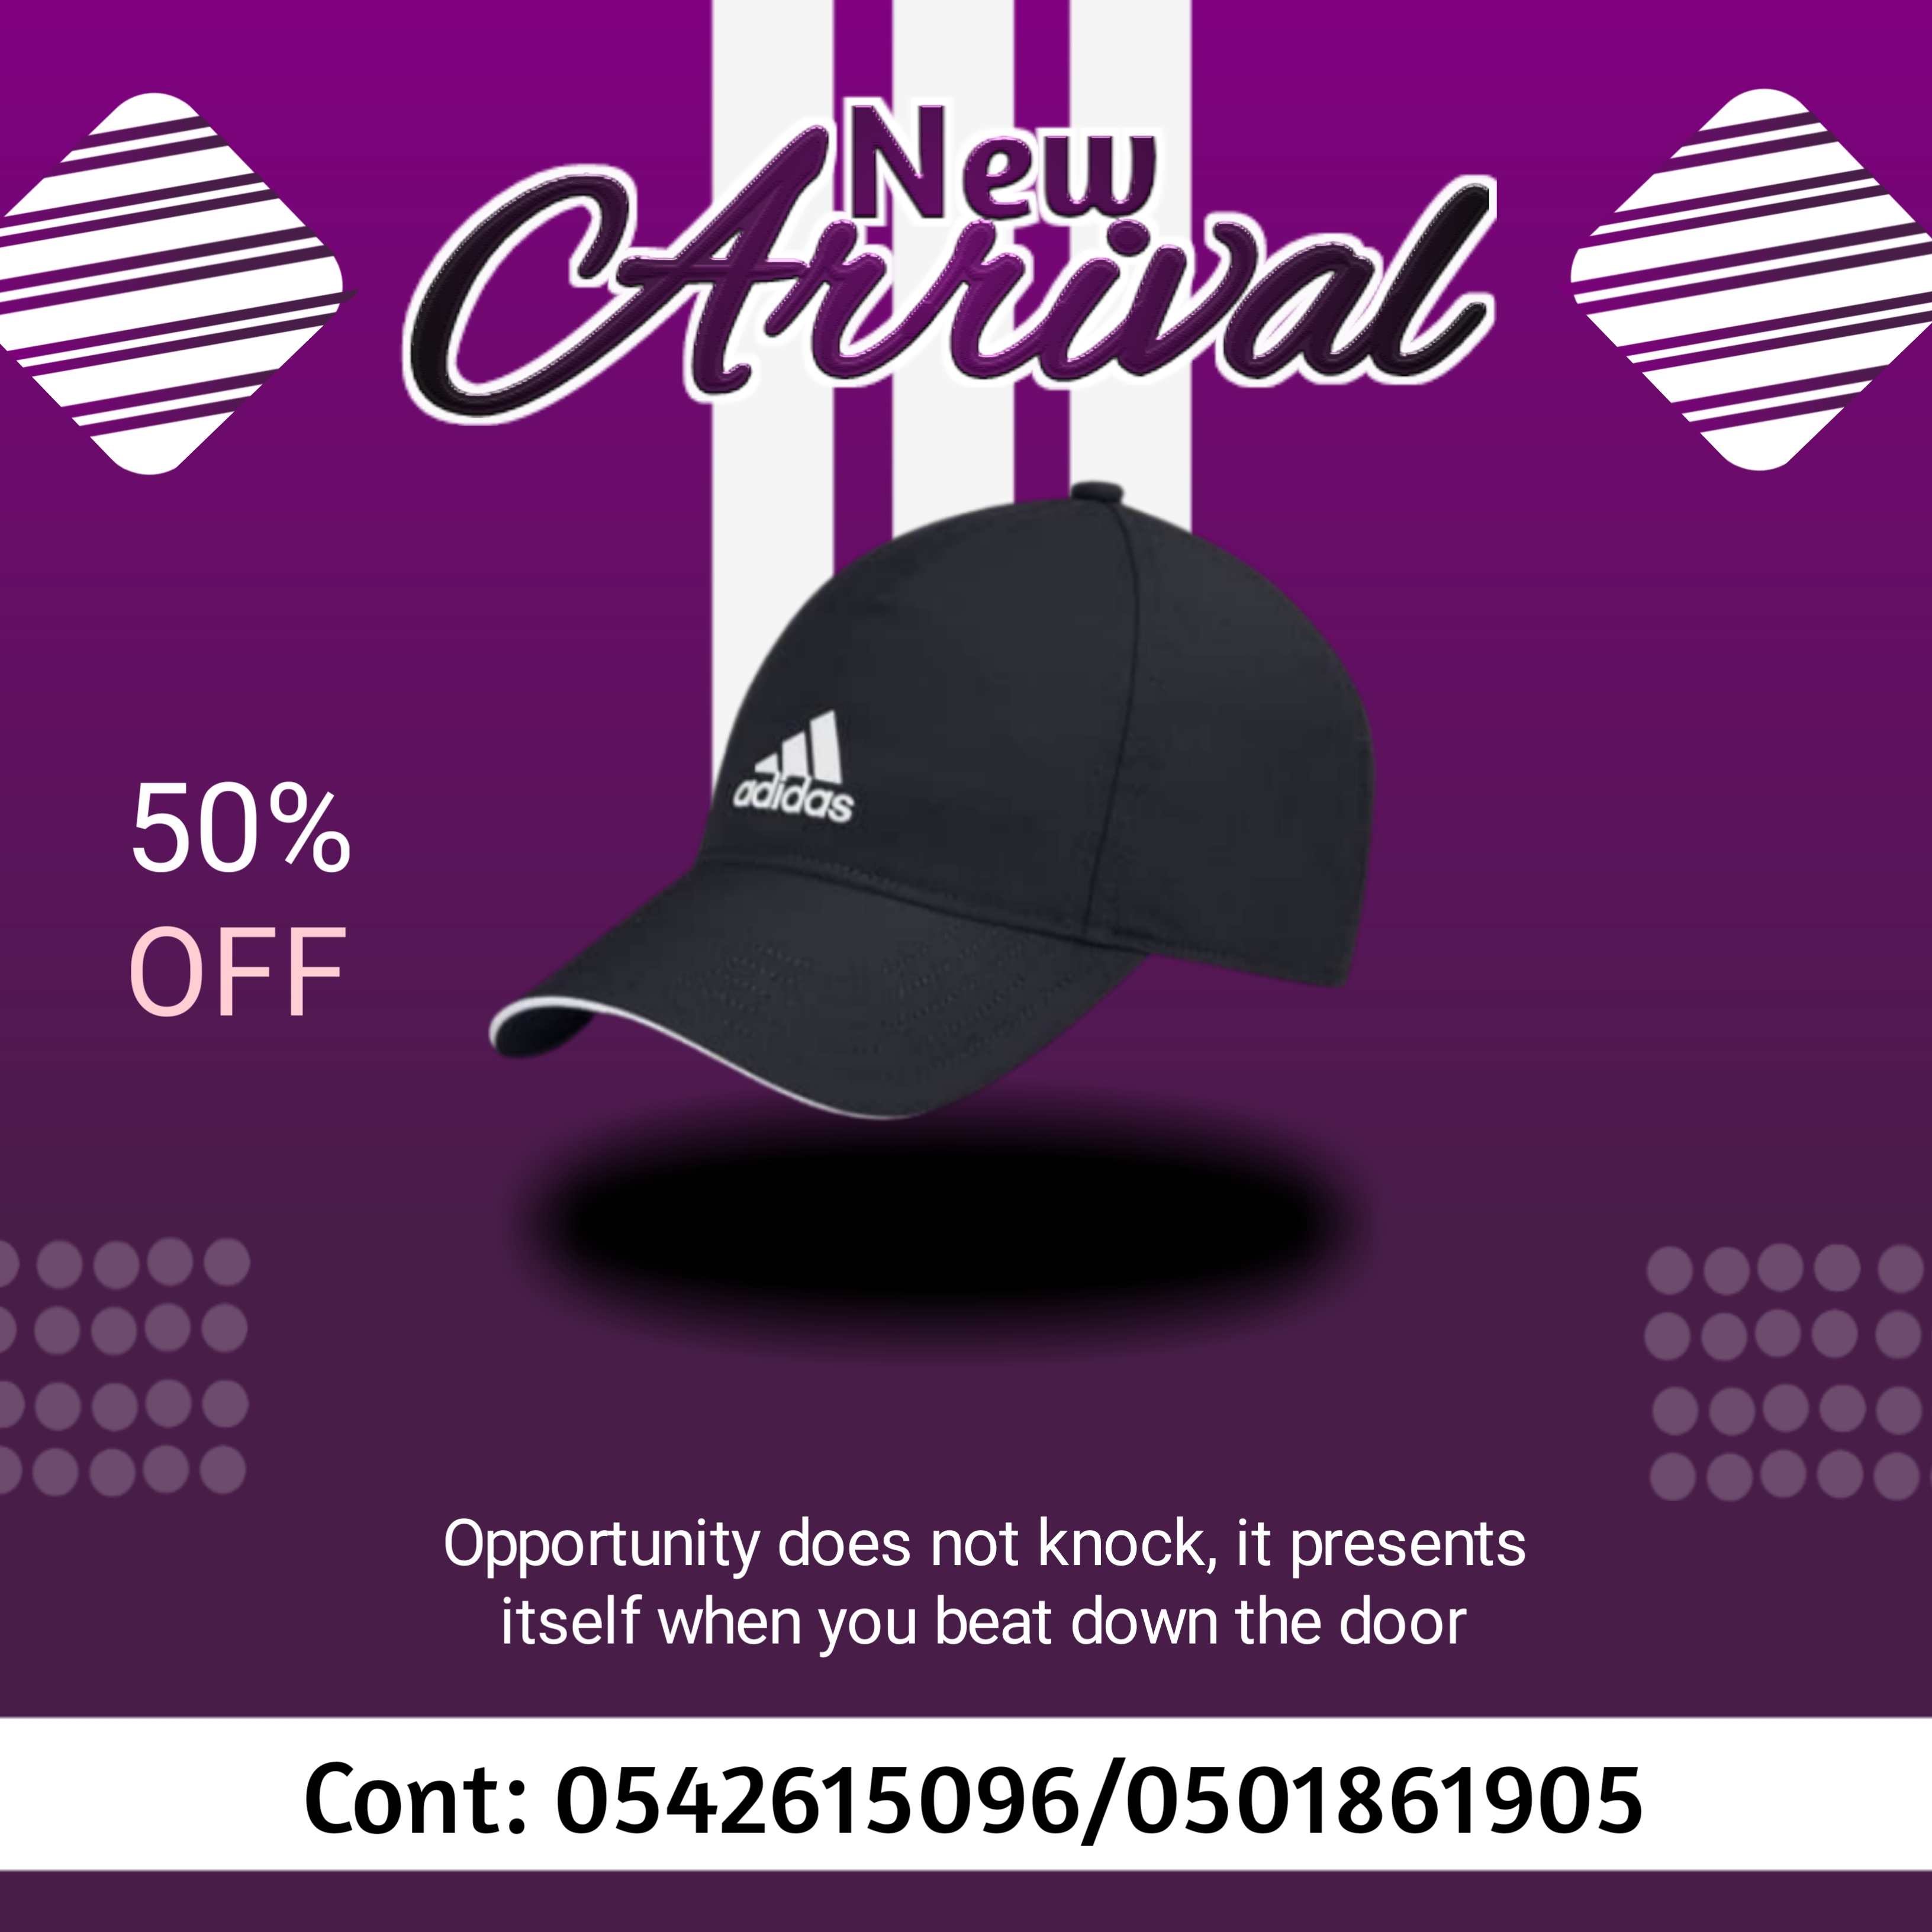 New
Arrival
adidas
50%
OFF
Opportunity does not knock, it presents
itself when you beat down the door
Cont: 0542615096/0501861905